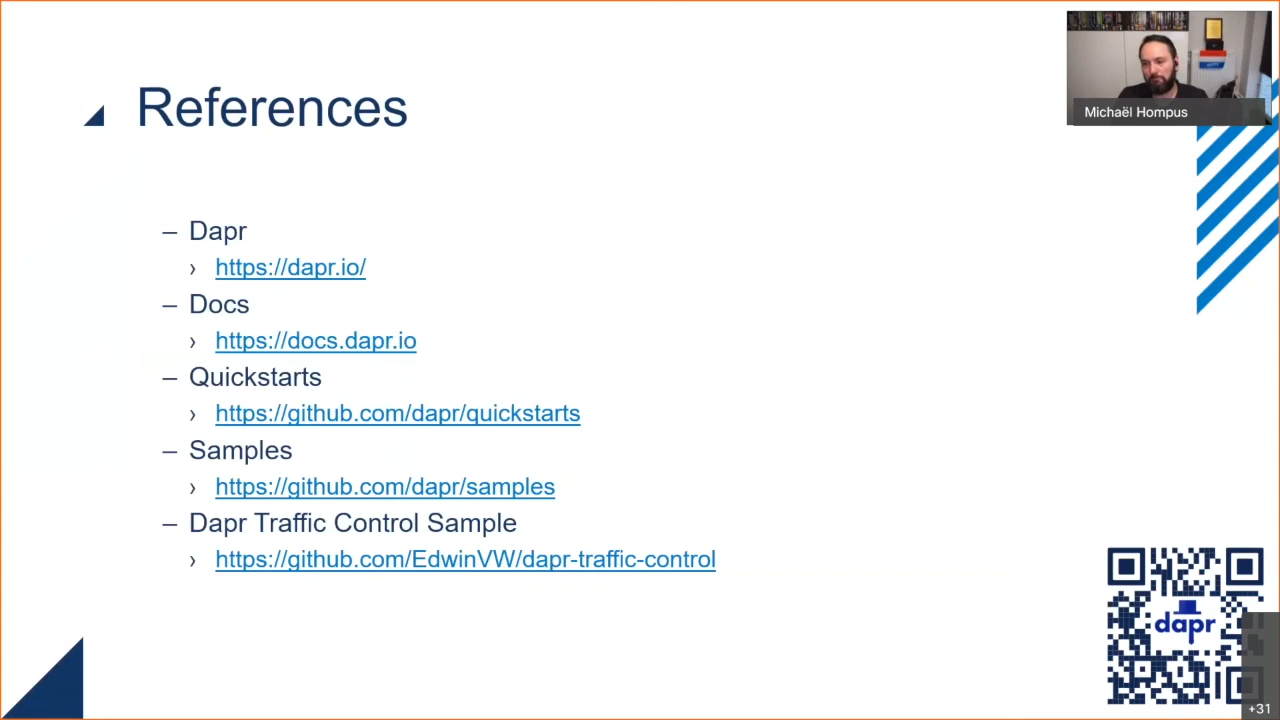 Michaël Hompus
References
– Dapr
› https://dapr.io/
– Docs
› https://docs.dapr.io
– Quickstarts
› https://github.com/dapr/quickstarts
– Samples
› https://github.com/dapr/samples
– Dapr Traffic Control Sample
› https://github.com/EdwinVW/dapr-traffic-control
dapr
+31